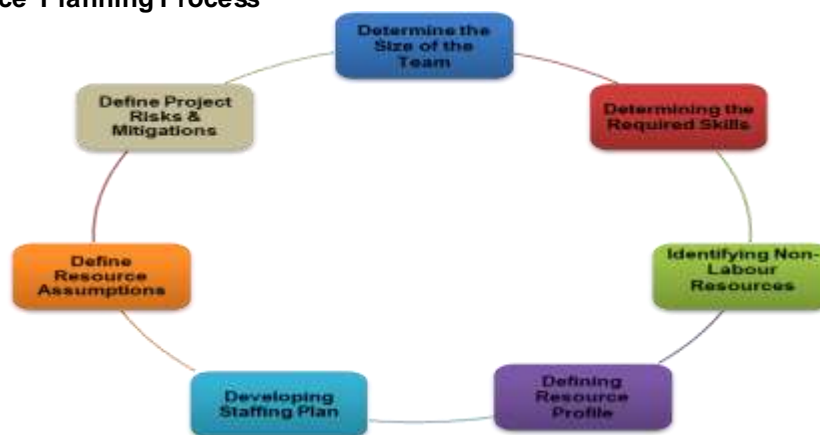 ce Planning Process
Determine the
Size of the
Team
Determining the
Required Skills
Identifying Non-
Labour
Resources
Defining
Resource
Profile
Developing
Staffing Plan
Define
Resource
Assumptions
Define Project
Risks &
Mitigations